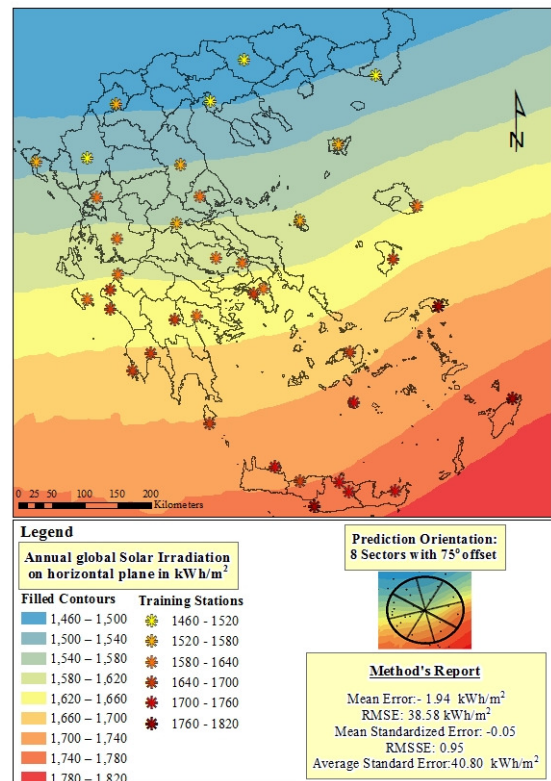 N
0 25 50 100 150 200
Kilometers
Legend
Annual global Solar Irradiation
on horizontal plane in kWh/m²
Filled Contours
1,460 – 1,500
1,500 – 1,540
1,540 – 1,580
1,580 – 1,620
1,620 – 1,660
1,660 – 1,700
1,700 – 1,740
1,740 – 1,780
1,780 – 1,820
Training Stations
1460 - 1520
1520 - 1580
1580 - 1640
1640 - 1700
1700 - 1760
1760 - 1820
Prediction Orientation:
8 Sectors with 75⁰ offset
Method's Report
Mean Error:- 1.94 kWh/m²
RMSE: 38.58 kWh/m²
Mean Standardized Error: -0.05
RMSSE: 0.95
Average Standard Error:40.80 kWh/m²